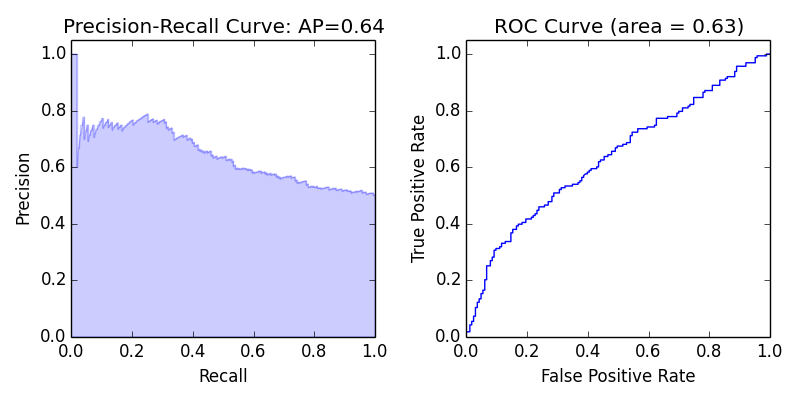 Precision-Recall Curve: AP=0.64
1.0
0.8
0.6
0.4
0.2
0.0
Precision
0.0 0.2 0.4 0.6 0.8 1.0
Recall
ROC Curve (area = 0.63)
1.0
0.8
0.6
0.4
0.2
0.0
True Positive Rate
0.0 0.2 0.4 0.6 0.8 1.0
False Positive Rate